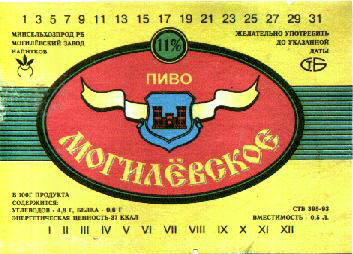 1 3 5 7 9 11 13 15 17 19 21 23 25 27 29 31
МИНСЕЛЬХОЗПРОД РБ
МОГИЛЁВСКИЙ ЗАВОД
НАПИТКОВ
11%
ЖЕЛАТЕЛЬНО УПОТРЕБИТЬ
ДО УКАЗАННОЙ
ДАТЫ
СТБ
ПИВО
МОГИЛЁВСКОЕ
В 100Г ПРОДУКТА
СОДЕРЖИТСЯ:
УГЛЕВОДОВ - 4,8 Г, БЕЛКА - 0,6 Г
ЭНЕРГЕТИЧЕСКАЯ ЦЕННОСТЬ-37 ККАЛ
СТБ 395-93
ВМЕСТИМОСТЬ - 0,5 Л.
I II III IV V VI VII VIII IX X XI XII